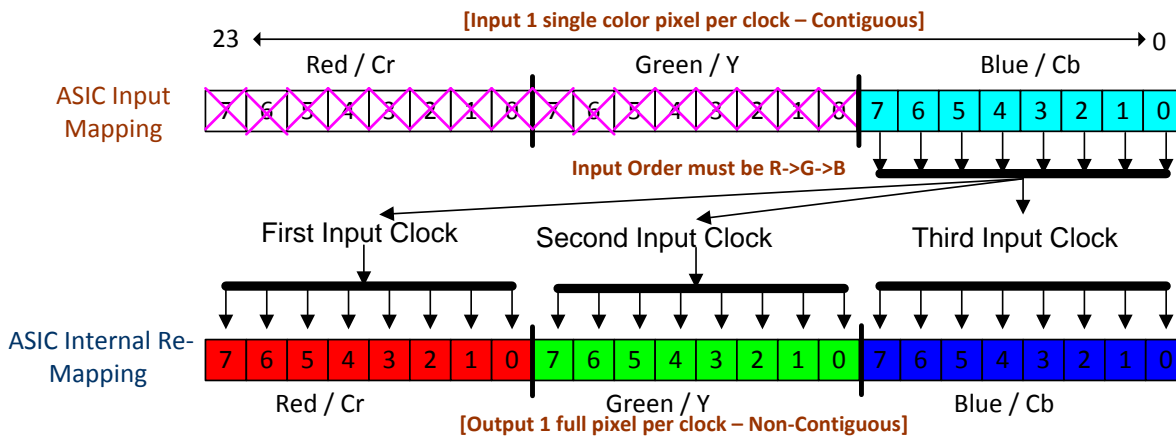 [Input 1 single color pixel per clock – Contiguous]
23 0
Red / Cr Green / Y Blue / Cb
ASIC Input
Mapping
7 6 5 4 3 2 1 0 7 6 5 4 3 2 1 0 7 6 5 4 3 2 1 0
Input Order must be R->G->B
First Input Clock Second Input Clock Third Input Clock
ASIC Internal Re-
Mapping
7 6 5 4 3 2 1 0 7 6 5 4 3 2 1 0 7 6 5 4 3 2 1 0
Red / Cr Green / Y Blue / Cb
[Output 1 full pixel per clock – Non-Contiguous]